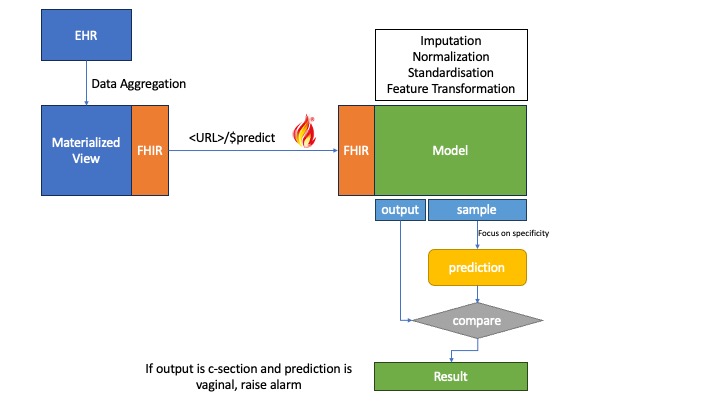 EHR
Imputation
Normalization
Standardisation
Feature Transformation
Data Aggregation
Materialized
View
FHIR
<URL>/$predict
FHIR
Model
output
sample
Focus on specificity
prediction
compare
If output is c-section and prediction is
vaginal, raise alarm
Result